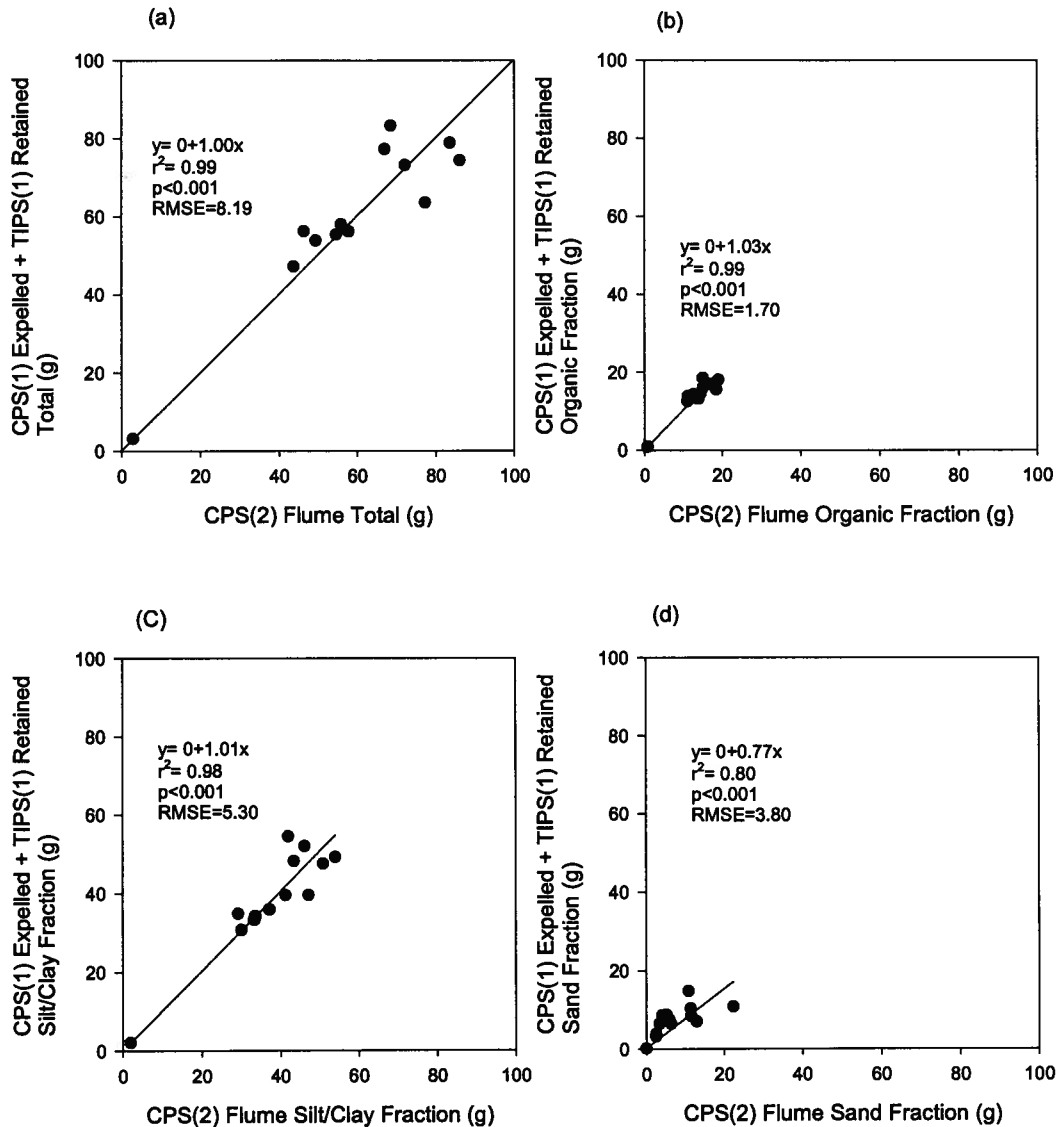 (a)
100
80
60
40
20
0
0 20 40 60 80 100
CPS(1) Expelled + TIPS(1) Retained
Total (g)
CPS(2) Flume Total (g)
y= 0+1.00x
r²= 0.99
p<0.001
RMSE=8.19
(b)
100
80
60
40
20
0
0 20 40 60 80 100
CPS(1) Expelled + TIPS(1) Retained
Organic Fraction (g)
CPS(2) Flume Organic Fraction (g)
y= 0+1.03x
r²= 0.99
p<0.001
RMSE=1.70
(C)
100
80
60
40
20
0
0 20 40 60 80 100
CPS(1) Expelled + TIPS(1) Retained
Silt/Clay Fraction (g)
CPS(2) Flume Silt/Clay Fraction (g)
y= 0+1.01x
r²= 0.98
p<0.001
RMSE=5.30
(d)
100
80
60
40
20
0
0 20 40 60 80 100
CPS(1) Expelled + TIPS(1) Retained
Sand Fraction (g)
CPS(2) Flume Sand Fraction (g)
y= 0+0.77x
r²= 0.80
p<0.001
RMSE=3.80